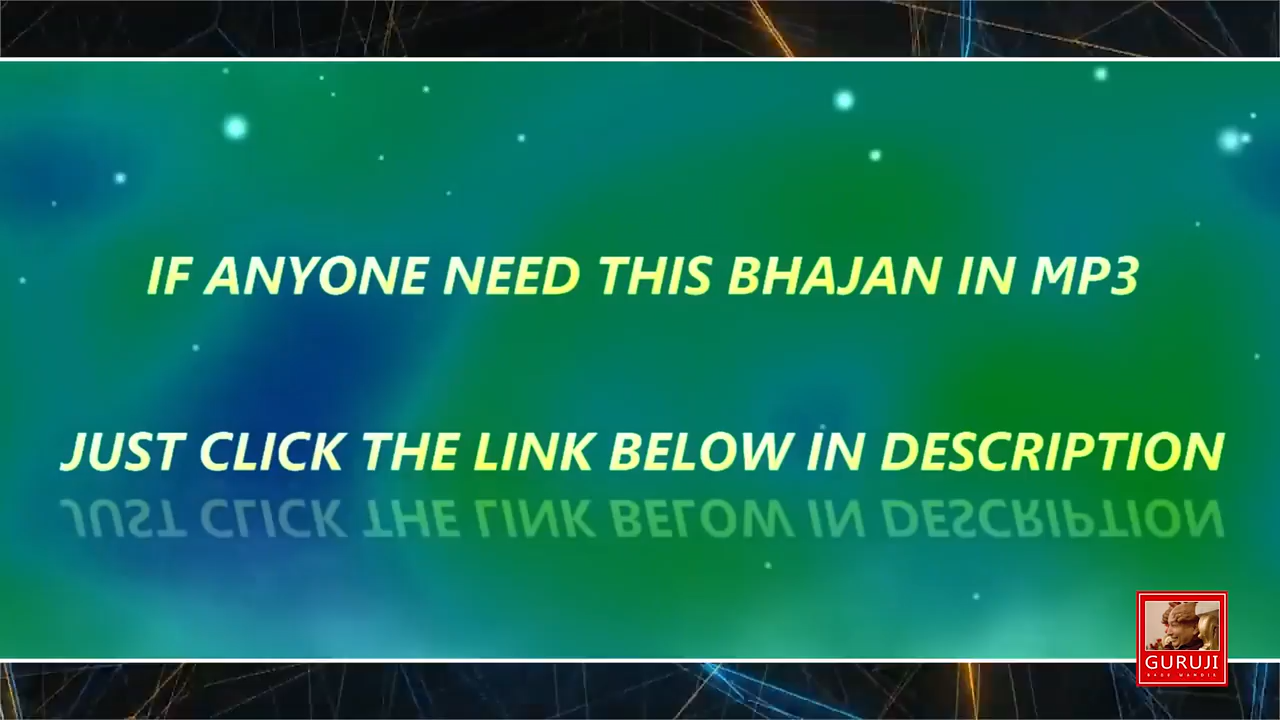 IF ANYONE NEED THIS BHAJAN IN MP3
JUST CLICK THE LINK BELOW IN DESCRIPTION
GURUJI